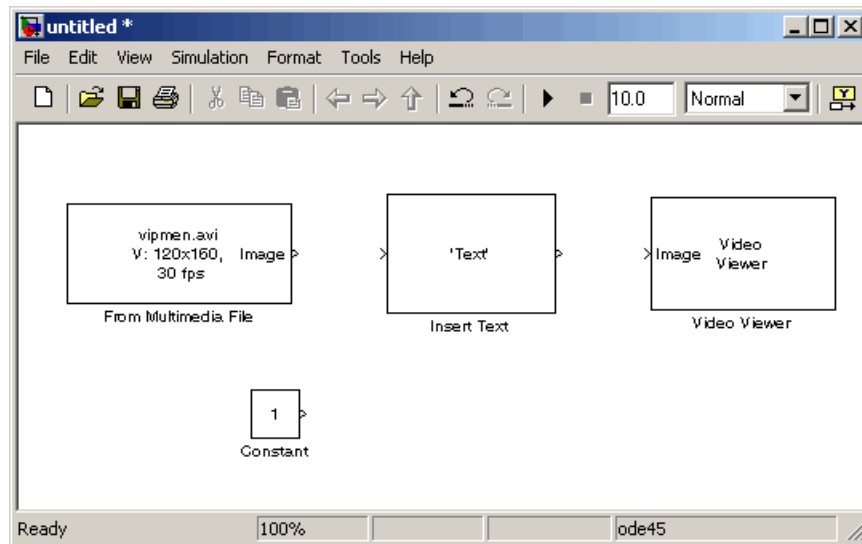 untitled *
File Edit View Simulation Format Tools Help
10.0 Normal
vipmen.avi
V: 120x160,
30 fps
Image
From Multimedia File
'Text'
Insert Text
Image
Video
Viewer
Video Viewer
1
Constant
Ready 100% ode45